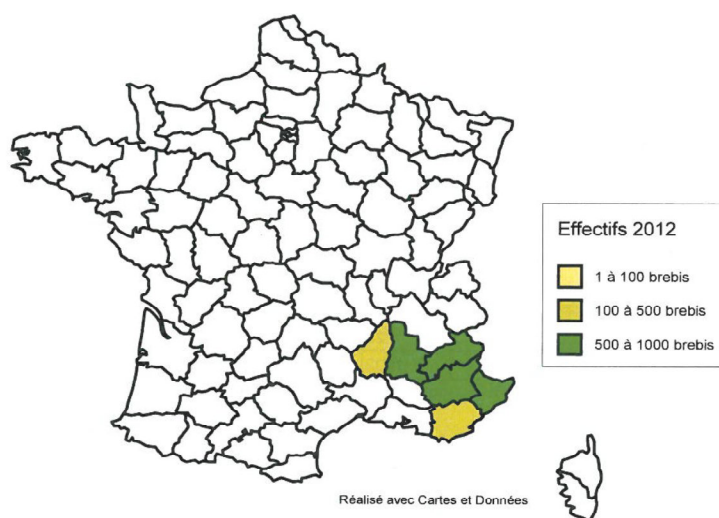 Effectifs 2012
1 à 100 brebis
100 à 500 brebis
500 à 1000 brebis
Réalisé avec Cartes et Données